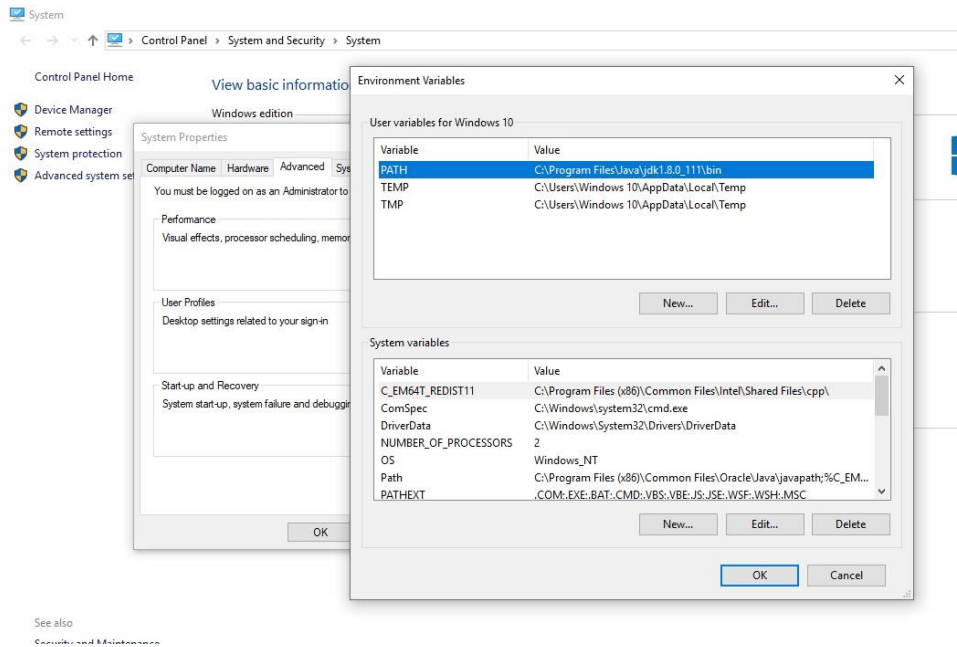 System
Control Panel > System and Security > System
Control Panel Home
Device Manager
Remote settings
System protection
Advanced system set
View basic informatio
Windows edition
System Properties
Computer Name Hardware Advanced Sys
You must be logged on as an Administrator to
Performance
Visual effects, processor scheduling, memor
User Profiles
Desktop settings related to your sign-in
Start-up and Recovery
System start-up, system failure and debuggin
OK
Environment Variables
User variables for Windows 10
Variable Value
PATH C:\Program Files\Java\jdk1.8.0_111\bin
TEMP C:\Users\Windows 10\AppData\Local\Temp
TMP C:\Users\Windows 10\AppData\Local\Temp
New... Edit... Delete
System variables
Variable Value
C_EM64T_REDIST11 C:\Program Files (x86)\Common Files\Intel\Shared Files\cpp\
ComSpec C:\Windows\system32\cmd.exe
DriverData C:\Windows\System32\Drivers\DriverData
NUMBER_OF_PROCESSORS 2
OS Windows_NT
Path C:\Program Files (x86)\Common Files\Oracle\Java\javapath;%C_EM...
PATHEXT .COM;.EXE;.BAT;.CMD;.VBS;.VBE;.JS;.JSE;.WSF;.WSH;.MSC
New... Edit... Delete
OK Cancel
See also
Security and Maintenance